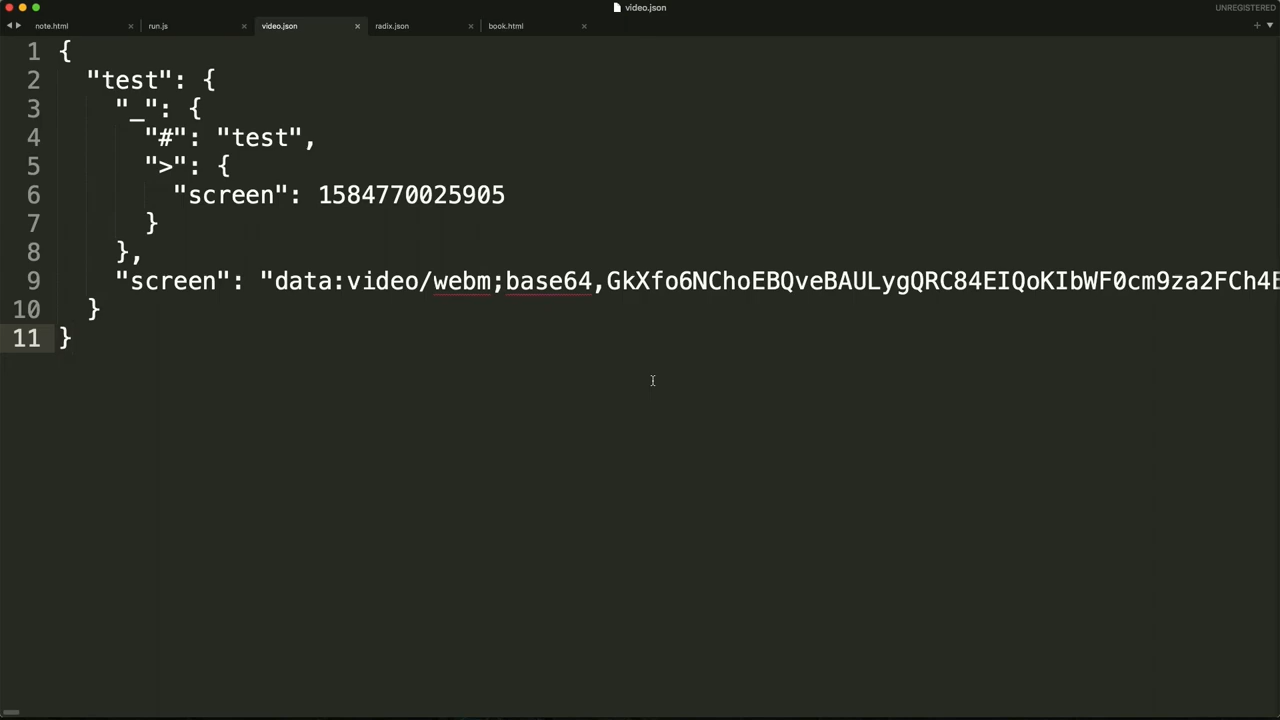 video.json
UNREGISTERED
note.html
run.js
video.json
radix.json
book.html
1 {
2 "test": {
3 "_": {
4 "#": "test",
5 ">": {
6 "screen": 1584770025905
7 }
8 },
9 "screen": "data:video/webm;base64,GkXfo6NChoEBQveBAULygQRC84EIQoKIbWF0cm9za2FCh4E
10 }
11 }